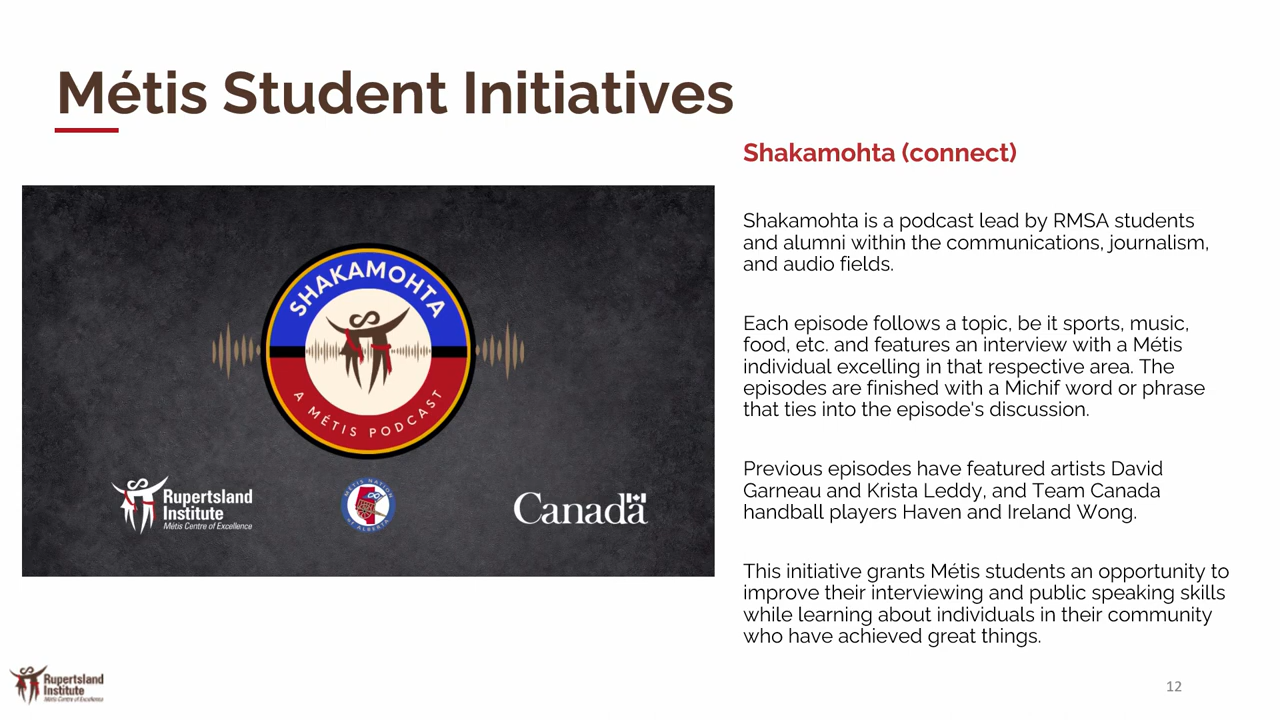 Métis Student Initiatives
Shakamohta (connect)
SHAKAMOHTA
A MÉTIS PODCAST
Rupertsland
Institute
Métis Centre of Excellence
MÉTIS NATION
OF ALBERTA
Canada
Shakamohta is a podcast lead by RMSA students
and alumni within the communications, journalism,
and audio fields.
Each episode follows a topic, be it sports, music,
food, etc. and features an interview with a Métis
individual excelling in that respective area. The
episodes are finished with a Michif word or phrase
that ties into the episode's discussion.
Previous episodes have featured artists David
Garneau and Krista Leddy, and Team Canada
handball players Haven and Ireland Wong.
This initiative grants Métis students an opportunity to
improve their interviewing and public speaking skills
while learning about individuals in their community
who have achieved great things.
Rupertsland
Institute
Métis Centre of Excellence
12